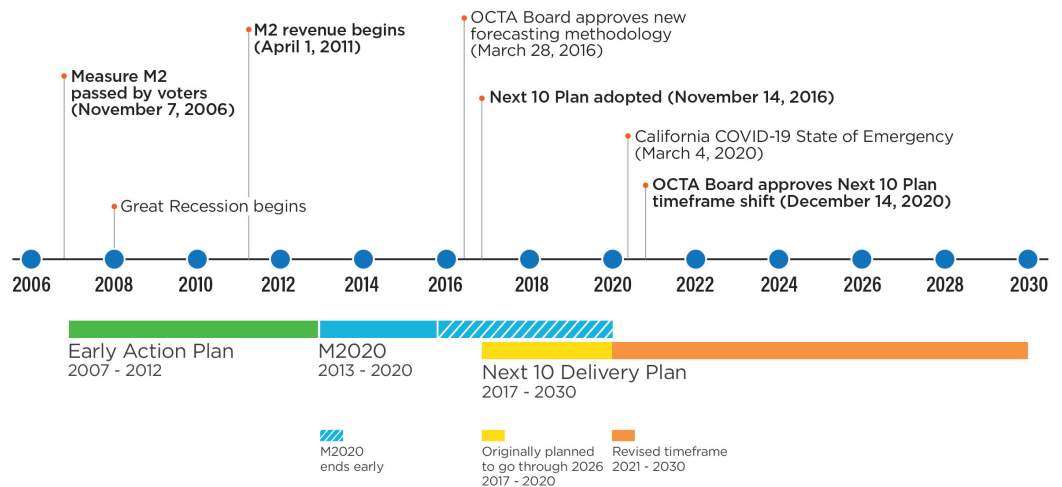 M2 revenue begins
(April 1, 2011)
OCTA Board approves new
forecasting methodology
(March 28, 2016)
Measure M2
passed by voters
(November 7, 2006)
Next 10 Plan adopted (November 14, 2016)
California COVID-19 State of Emergency
(March 4, 2020)
OCTA Board approves Next 10 Plan
timeframe shift (December 14, 2020)
Great Recession begins
2006 2008 2010 2012 2014 2016 2018 2020 2022 2024 2026 2028 2030
Early Action Plan
2007 - 2012
M2020
2013 - 2020
Next 10 Delivery Plan
2017 - 2030
M2020
ends early
Originally planned
to go through 2026
2017 - 2020
Revised timeframe
2021 - 2030